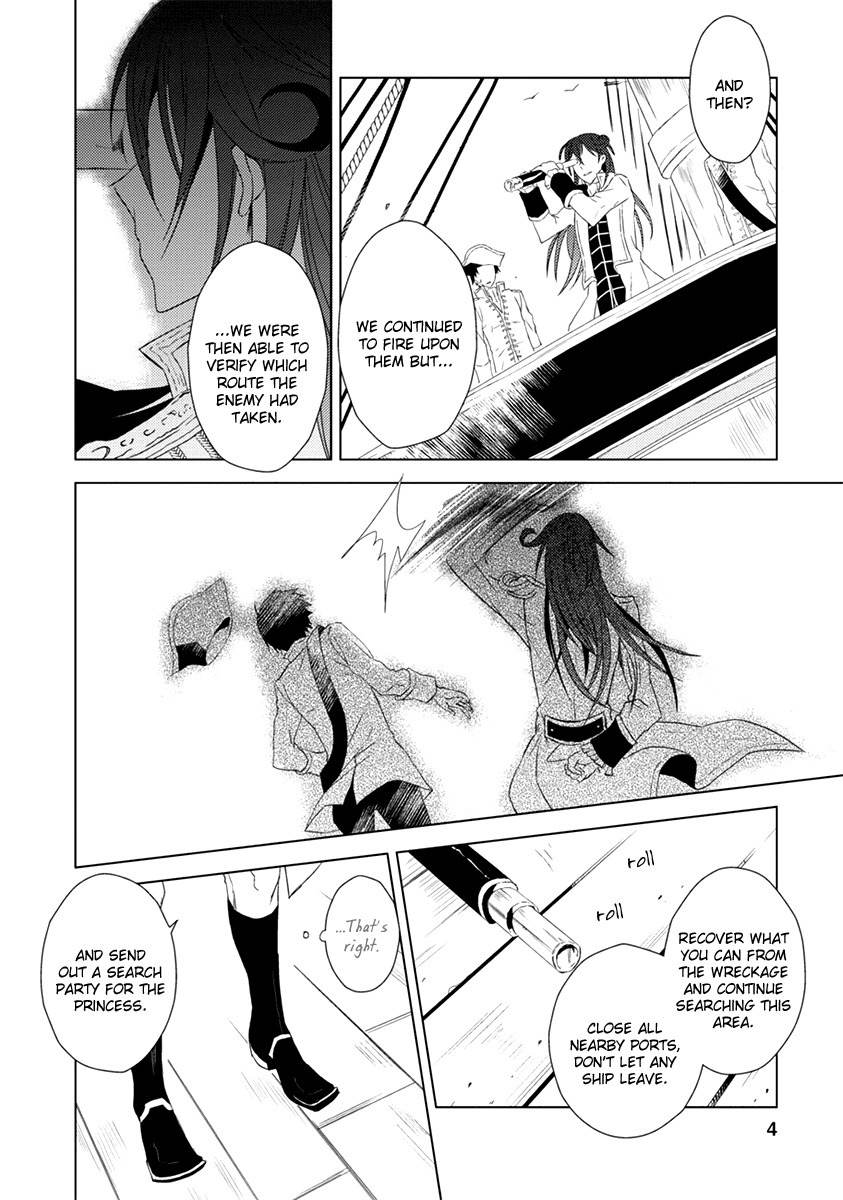 AND
THEN?
WE CONTINUED
TO FIRE UPON
THEM BUT...
...WE WERE
THEN ABLE TO
VERIFY WHICH
ROUTE THE
ENEMY HAD
TAKEN.
roll
roll
RECOVER WHAT
YOU CAN FROM
THE WRECKAGE
AND CONTINUE
SEARCHING THIS
AREA.
CLOSE ALL
NEARBY PORTS,
DON'T LET ANY
SHIP LEAVE.
...That's
right.
AND SEND
OUT A SEARCH
PARTY FOR THE
PRINCESS.
4